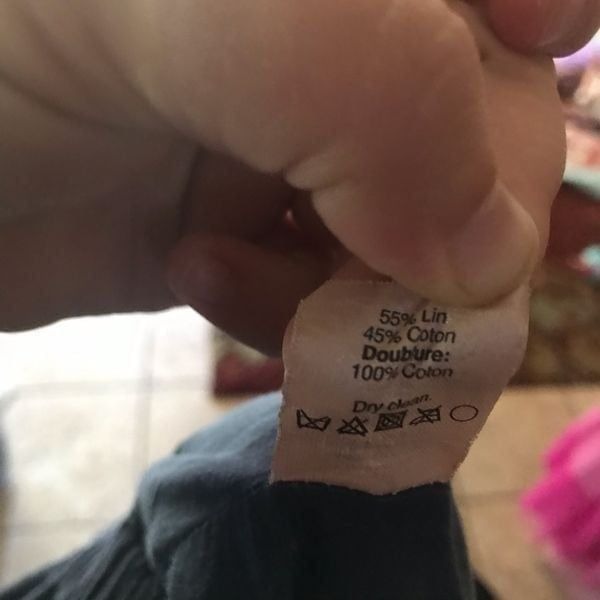 55% Lin
45% Coton
Doublure:
100% Coton
Dry clean.